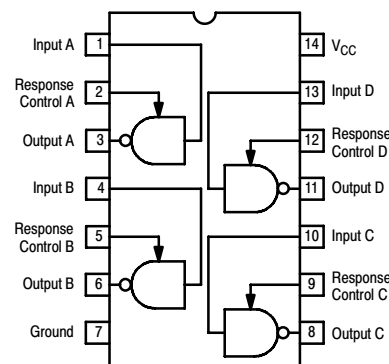 Input A 1
Response
Control A 2
Output A 3
Input B 4
Response
Control B 5
Output B 6
Ground 7
14 VCC
13 Input D
12 Response
Control D
11 Output D
10 Input C
9 Response
Control C
8 Output C